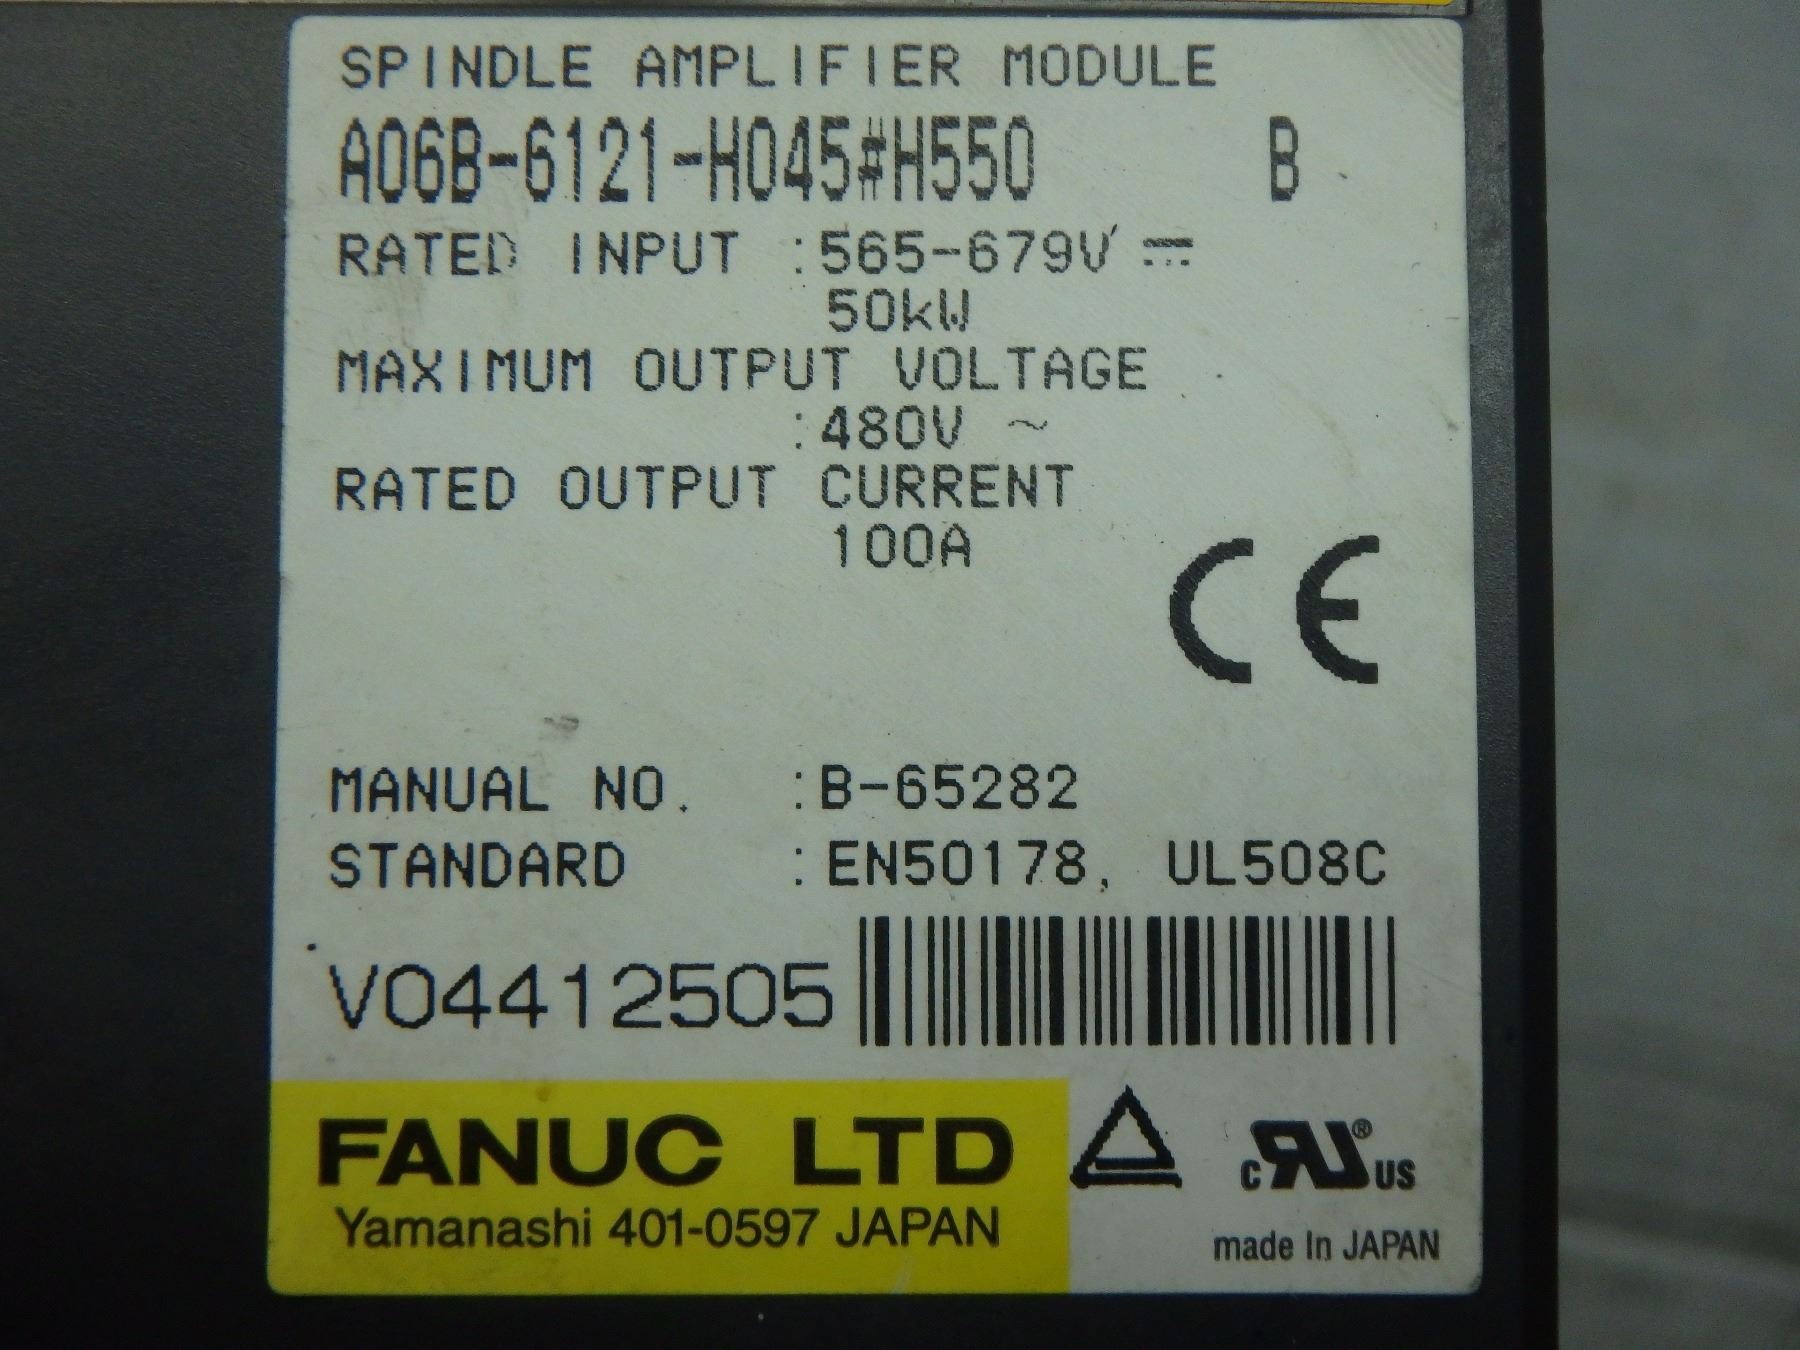 SPINDLE AMPLIFIER MODULE
A06B-6121-H045#H550 B
RATED INPUT :565-679V ⎓
50kW
MAXIMUM OUTPUT VOLTAGE
:480V ~
RATED OUTPUT CURRENT
100A
CE
MANUAL NO. :B-65282
STANDARD :EN50178, UL508C
V04412505
FANUC LTD
Yamanashi 401-0597 JAPAN
c RU ® US
made In JAPAN